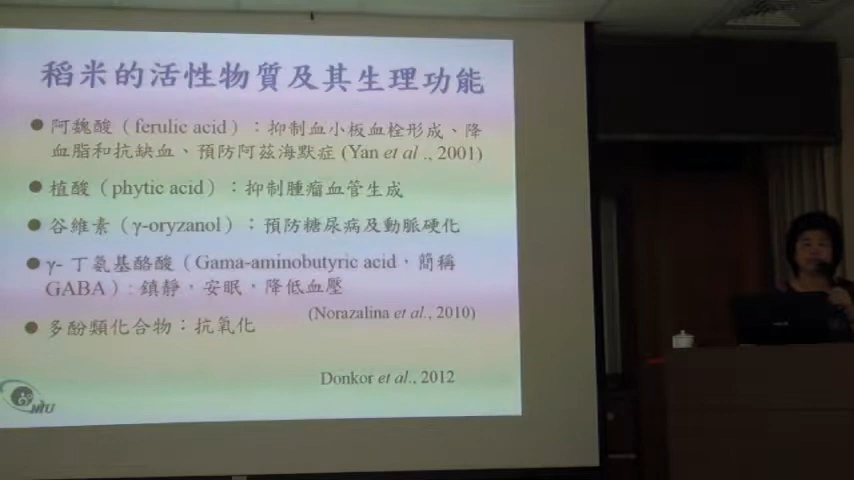 稻米的活性物質及其生理功能
● 阿魏酸（ferulic acid）：抑制血小板血栓形成、降
血脂和抗缺血、預防阿茲海默症 (Yan et al ., 2001)
● 植酸（phytic acid）：抑制腫瘤血管生成
● 谷維素（γ-oryzanol）：預防糖尿病及動脈硬化
● γ- 丁氨基酪酸（Gama-aminobutyric acid，簡稱
GABA）: 鎮靜，安眠，降低血壓
(Norazalina et al., 2010)
● 多酚類化合物：抗氧化
Donkor et al., 2012